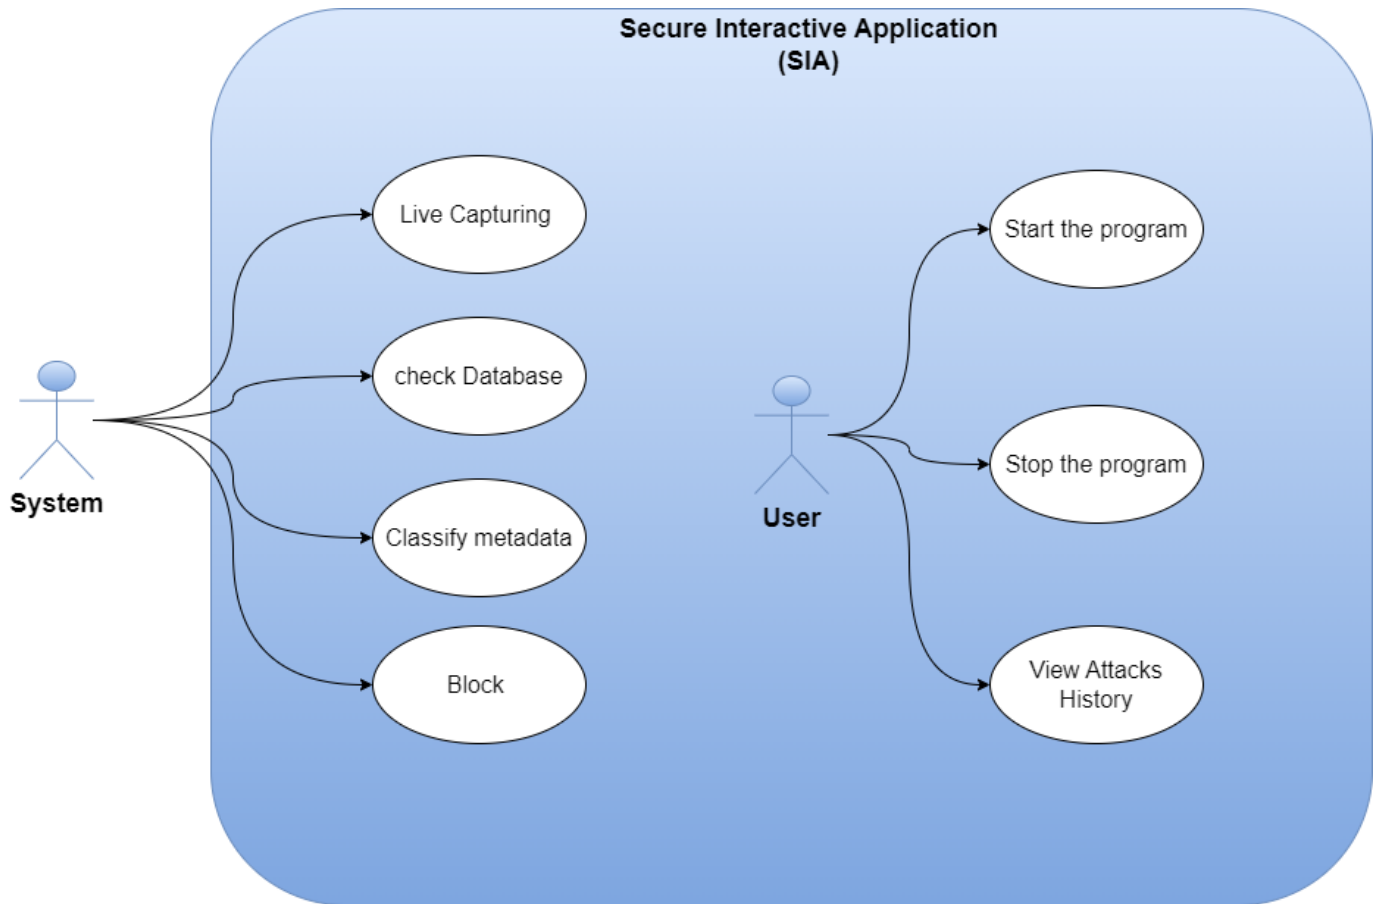 Secure Interactive Application
(SIA)
Live Capturing
check Database
Classify metadata
Block
System
Start the program
Stop the program
View Attacks
History
User